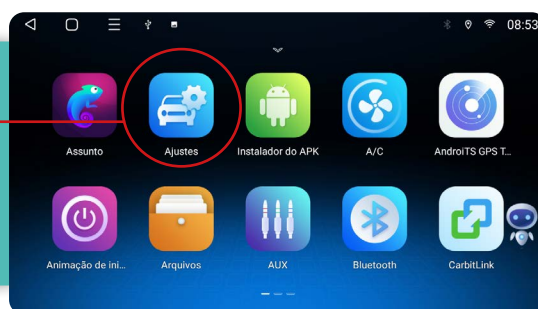 08:53
Assunto
Ajustes
Instalador do APK
A/C
AndroiTS GPS T...
Animação de ini...
Arquivos
AUX
Bluetooth
CarbitLink